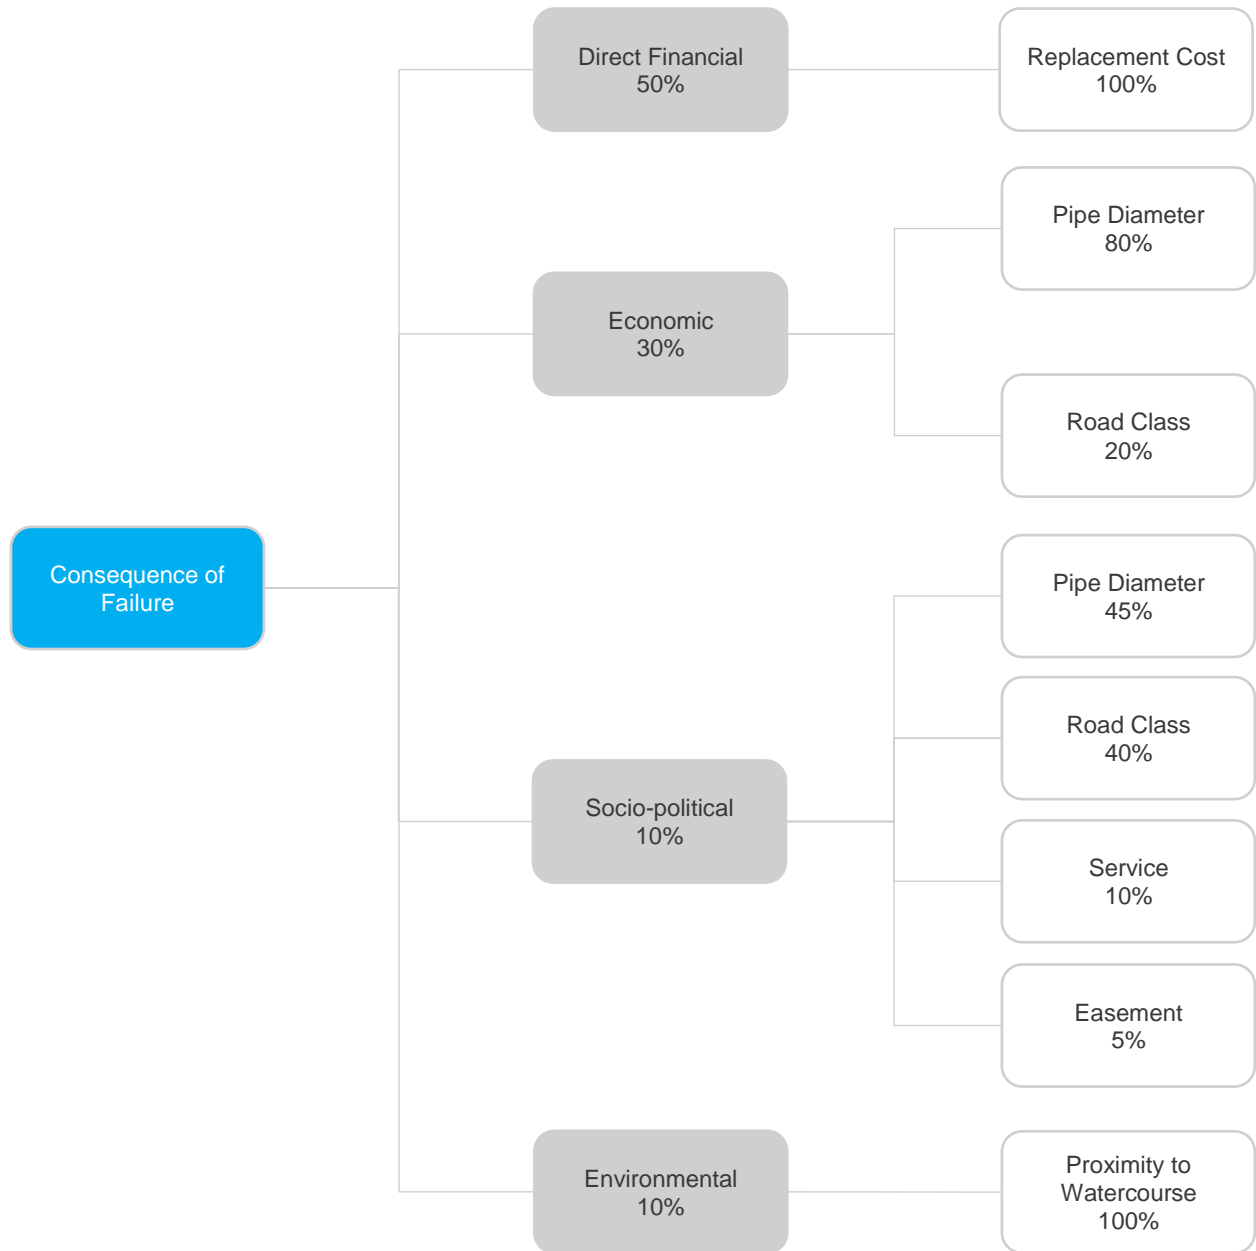 Direct Financial
50%
Replacement Cost
100%
Pipe Diameter
80%
Economic
30%
Road Class
20%
Consequence of
Failure
Pipe Diameter
45%
Road Class
40%
Socio-political
10%
Service
10%
Easement
5%
Environmental
10%
Proximity to
Watercourse
100%